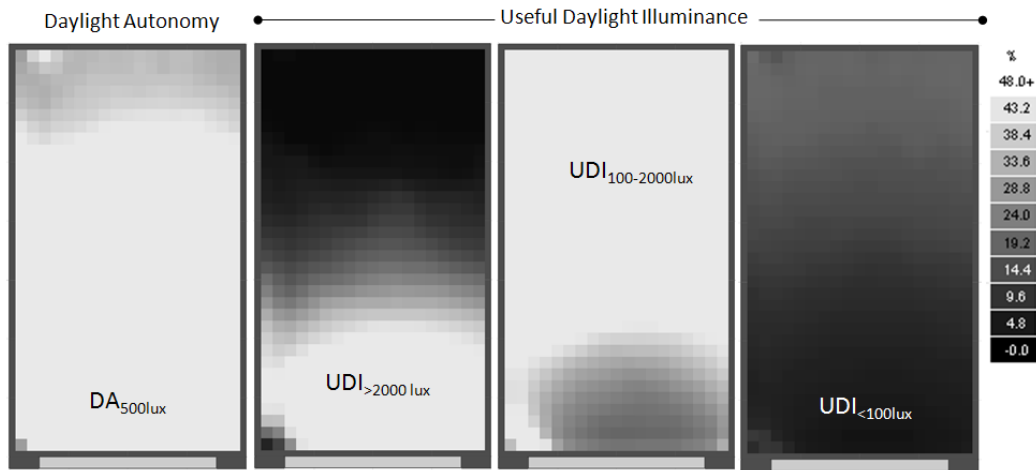 Daylight Autonomy
Useful Daylight Illuminance
DA500lux
UDI>2000 lux
UDI100-2000lux
UDI<100lux
%
48.0+
43.2
38.4
33.6
28.8
24.0
19.2
14.4
9.6
4.8
-0.0